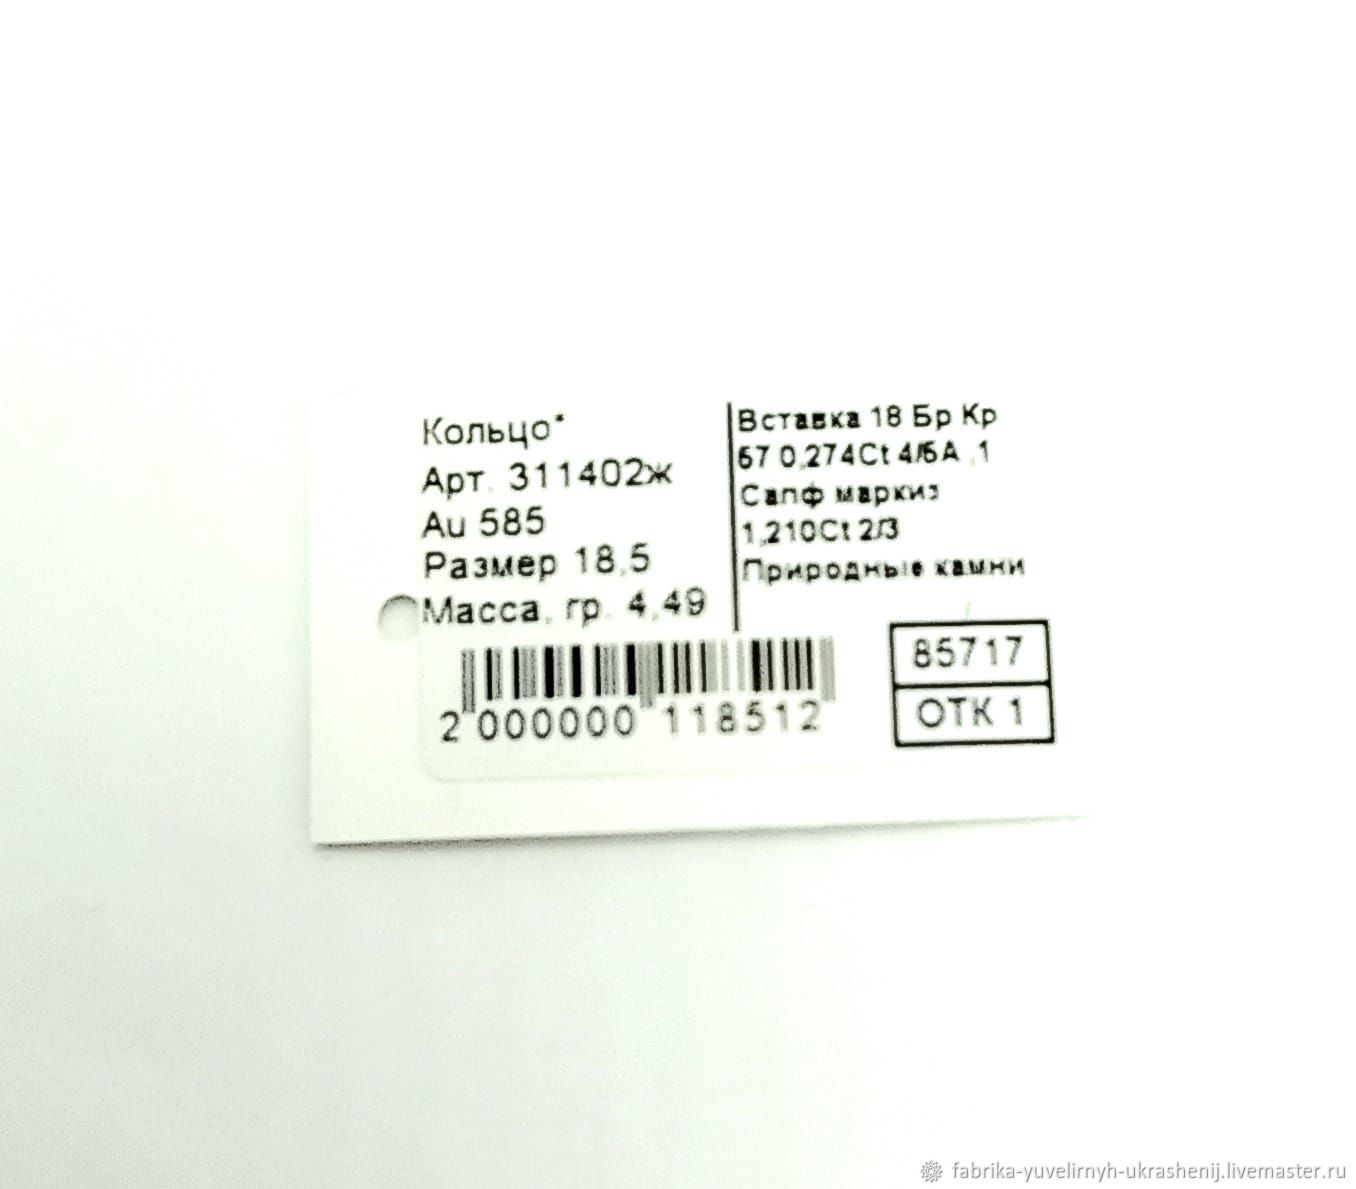 Кольцо*
Арт. 311402ж
Au 585
Размер 18,5
Масса, гр. 4,49
Вставка 18 Бр Кр
57 0,274Ct 4/6А ,1
Сапф маркиз
1,210Ct 2/3
Природные камни
2 000000 118512
85717
ОТК 1
fabrika-yuvelirnyh-ukrashenij.livemaster.ru